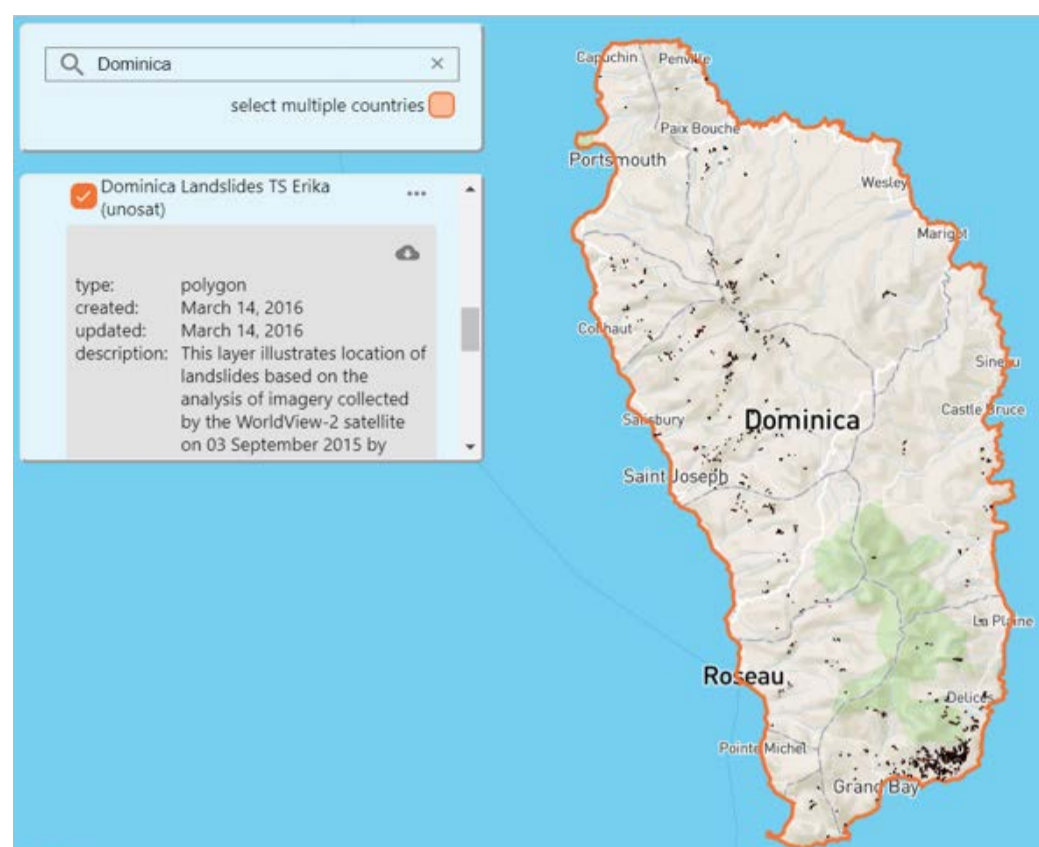 Dominica
select multiple countries
Dominica Landslides TS Erika
(unosat)
type: polygon
created: March 14, 2016
updated: March 14, 2016
description: This layer illustrates location of
landslides based on the
analysis of imagery collected
by the WorldView-2 satellite
on 03 September 2015 by
Capuchin
Penville
Paix Bouche
Portsmouth
Wesley
Marigot
Colihaut
Sineku
Salisbury
Dominica
Castle Bruce
Saint Joseph
La Plaine
Roseau
Delices
Pointe Michel
Grand Bay